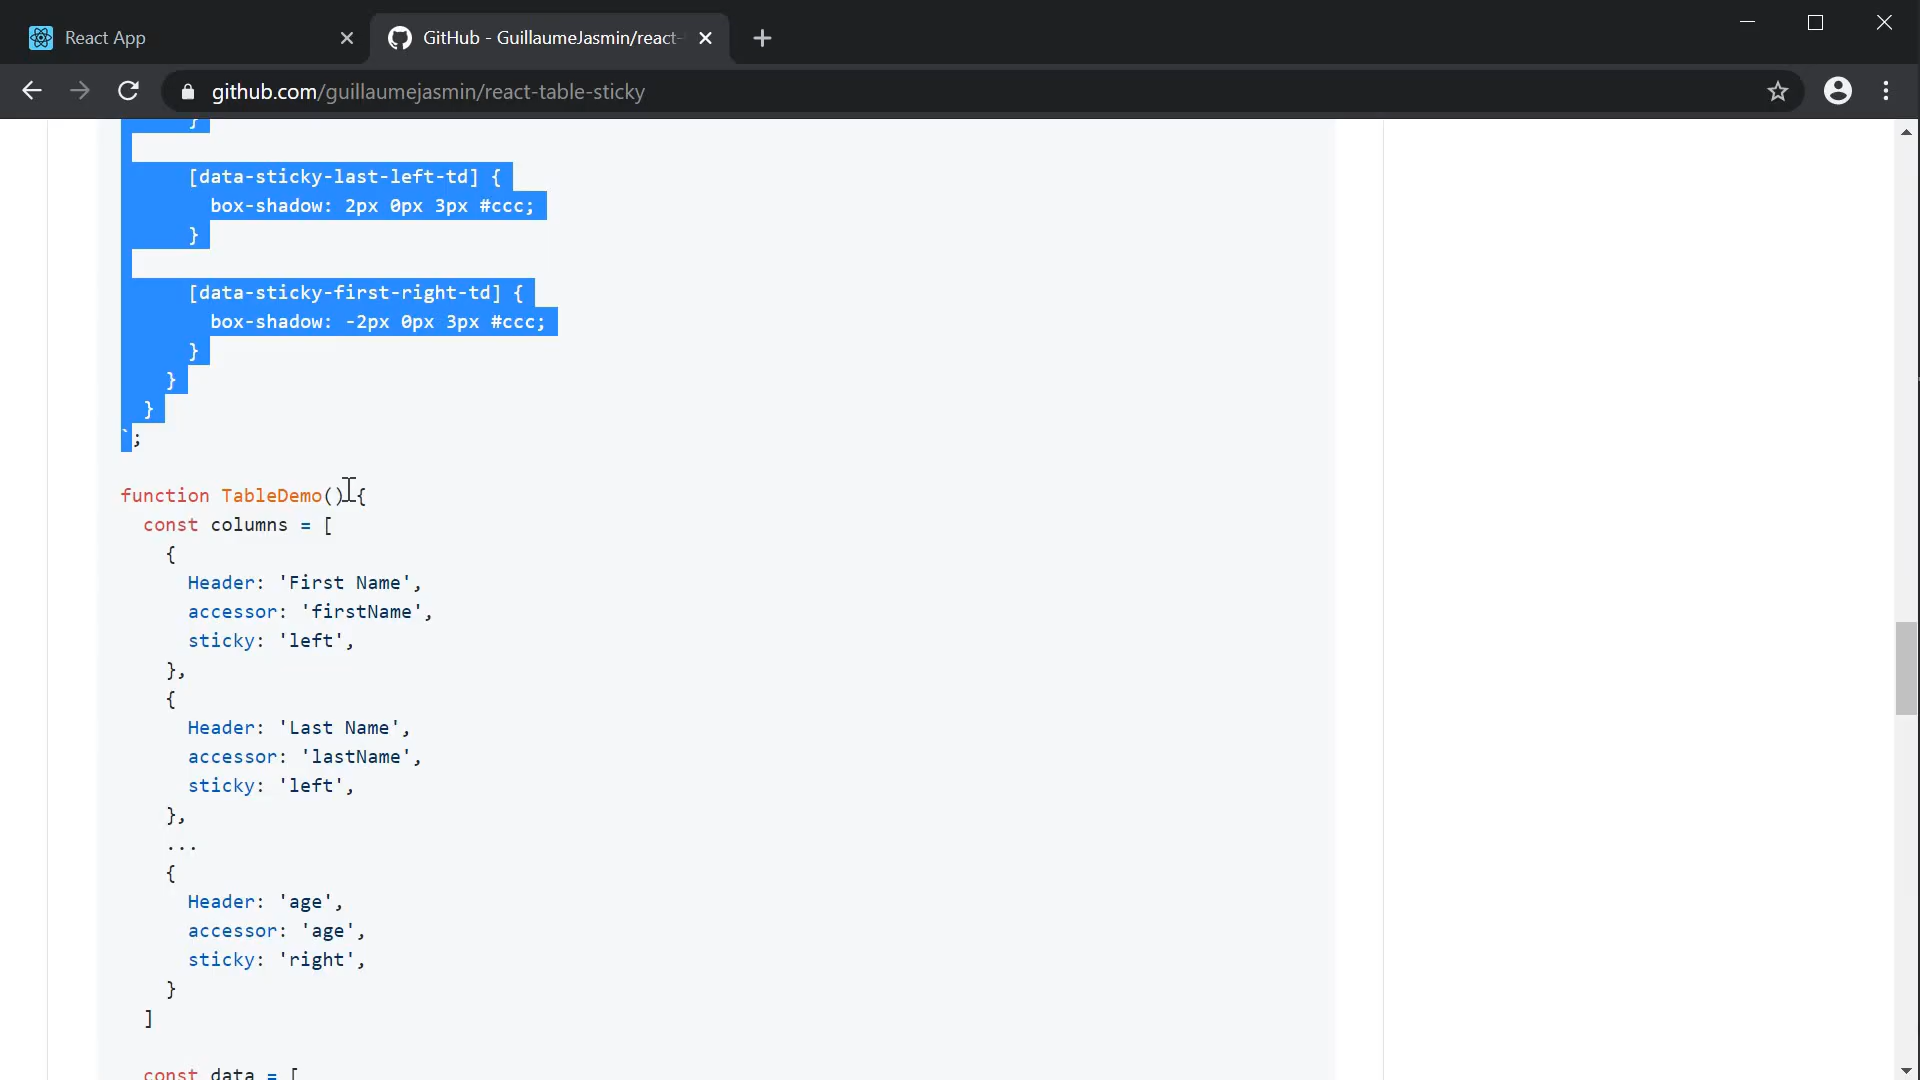 React App
GitHub - GuillaumeJasmin/react-
github.com/guillaumejasmin/react-table-sticky
}
[data-sticky-last-left-td] {
box-shadow: 2px 0px 3px #ccc;
}
[data-sticky-first-right-td] {
box-shadow: -2px 0px 3px #ccc;
}
}
}
`;
function TableDemo() {
const columns = [
{
Header: 'First Name',
accessor: 'firstName',
sticky: 'left',
},
{
Header: 'Last Name',
accessor: 'lastName',
sticky: 'left',
},
...
{
Header: 'age',
accessor: 'age',
sticky: 'right',
}
]
const data = [